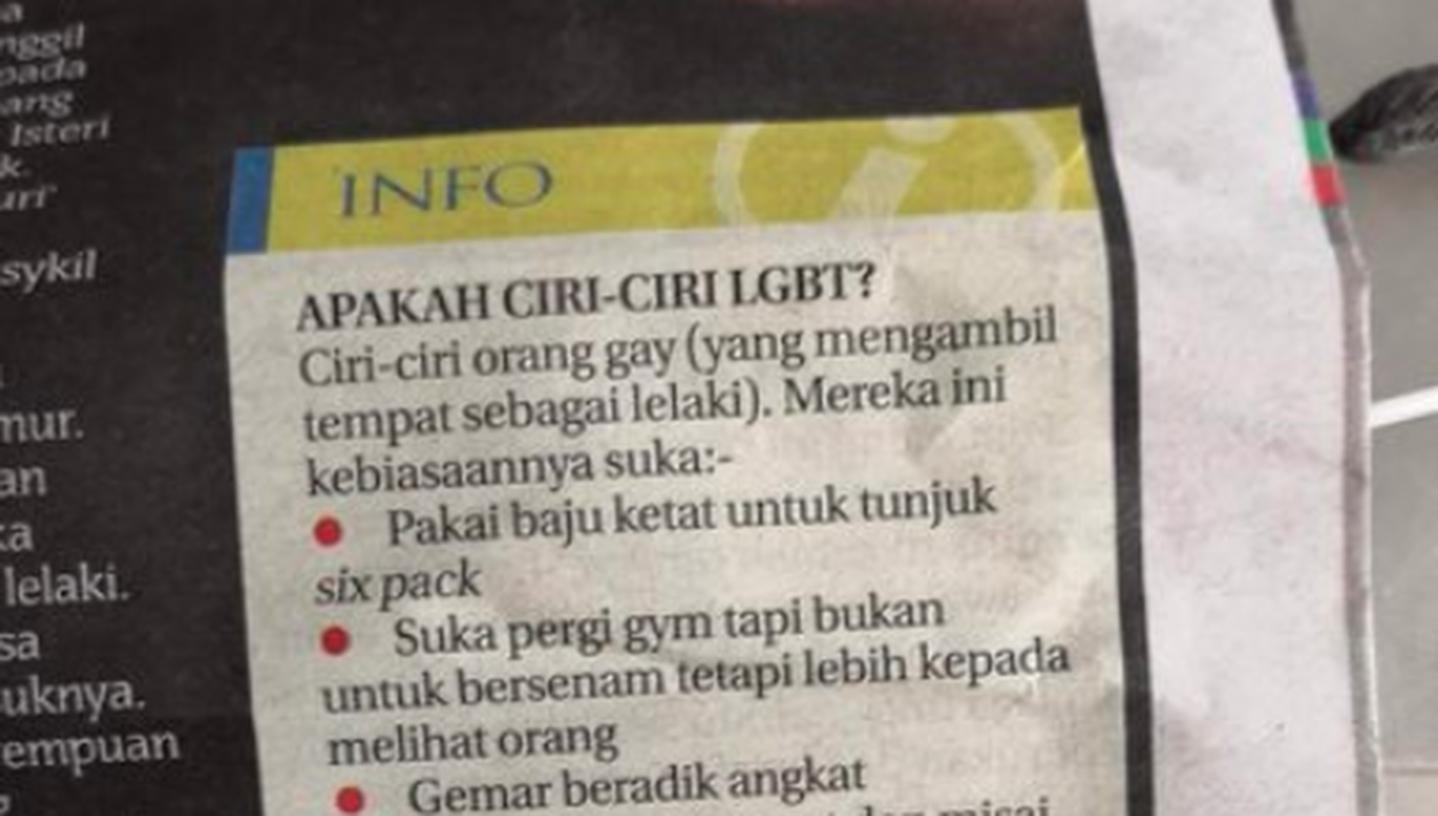 nggil
pada
ang
Isteri
k.
uri
sykil
mur.
an
ka
lelaki.
sa
uknya.
empuan
INFO
APAKAH CIRI-CIRI LGBT?
Ciri-ciri orang gay (yang mengambil
tempat sebagai lelaki). Mereka ini
kebiasaannya suka:-
Pakai baju ketat untuk tunjuk
six pack
Suka pergi gym tapi bukan
untuk bersenam tetapi lebih kepada
melihat orang
Gemar beradik angkat
misai